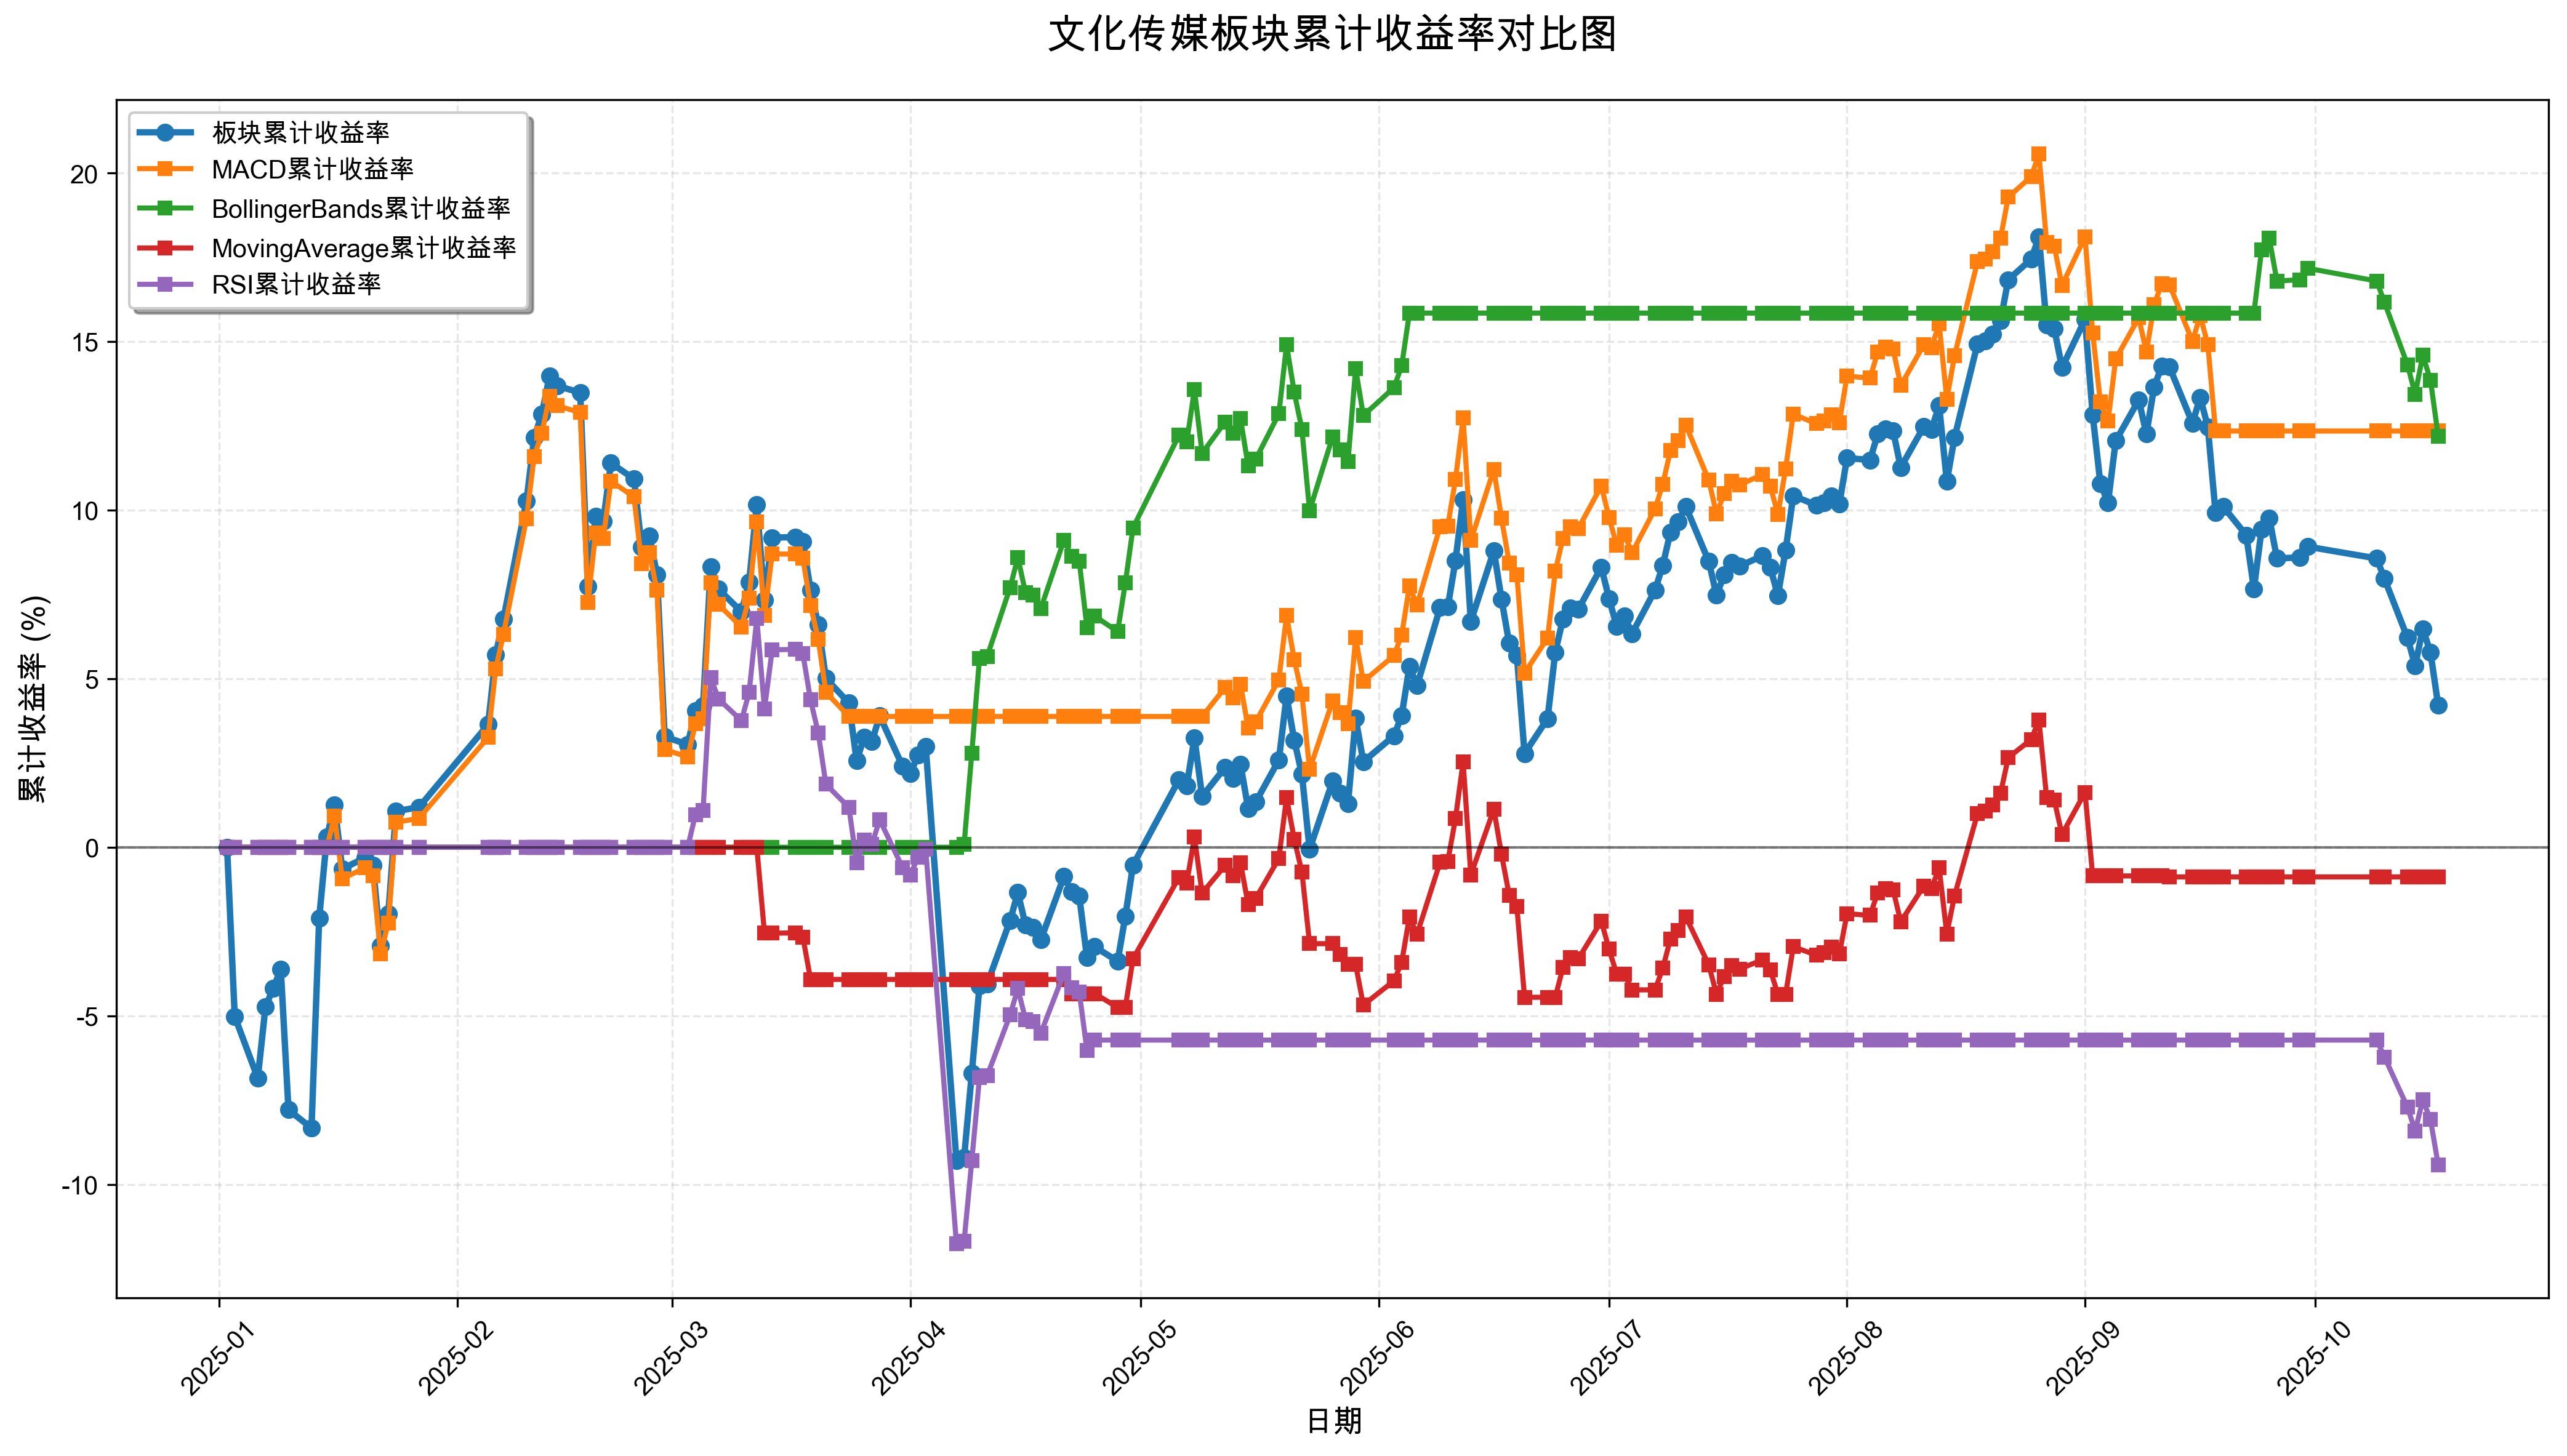 文化传媒板块累计收益率对比图
板块累计收益率
MACD累计收益率
BollingerBands累计收益率
MovingAverage累计收益率
RSI累计收益率
累计收益率 (%)
20
15
10
5
0
-5
-10
2025-01
2025-02
2025-03
2025-04
2025-05
2025-06
2025-07
2025-08
2025-09
2025-10
日期